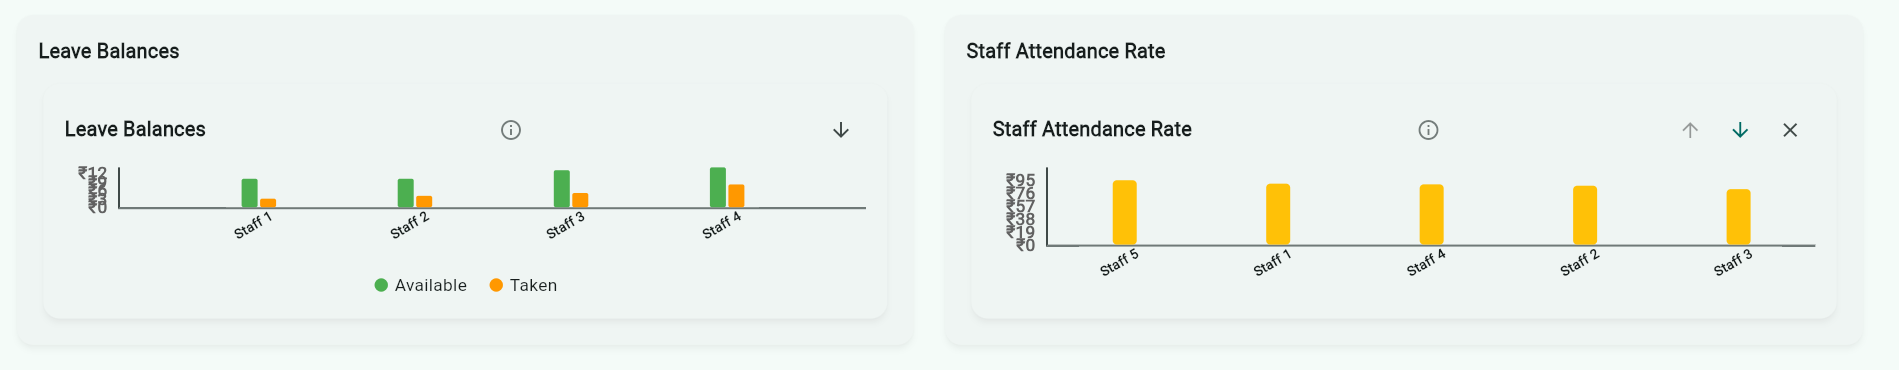 Leave Balances
Leave Balances
₹12
₹9
₹6
₹3
₹0
Staff 1
Staff 2
Staff 3
Staff 4
Available
Taken
Staff Attendance Rate
Staff Attendance Rate
₹95
₹76
₹57
₹38
₹19
₹0
Staff 5
Staff 1
Staff 4
Staff 2
Staff 3